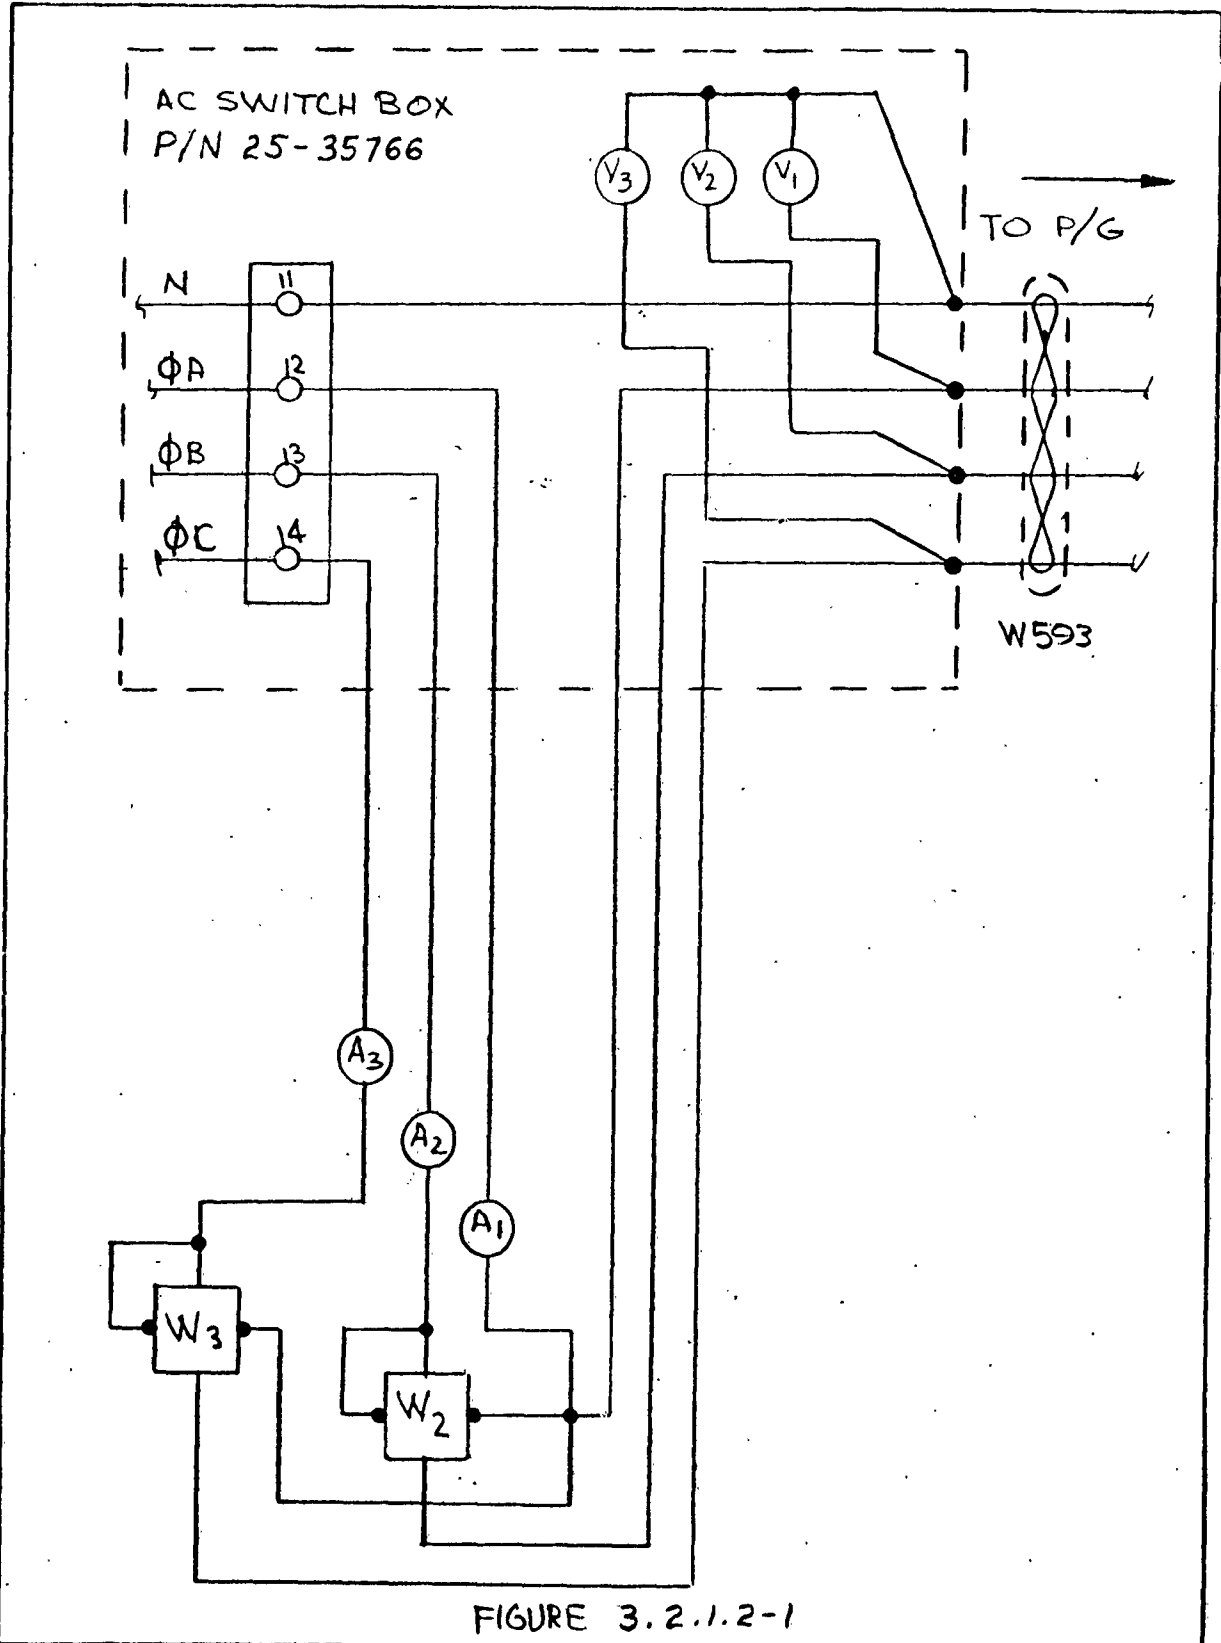 AC SWITCH BOX
P/N 25-35766
V3 V2 V1
TO P/G
N 11
ΦA 12
ΦB 13
ΦC 14
W593
A3
A2
A1
W3
W2
FIGURE 3.2.1.2-1